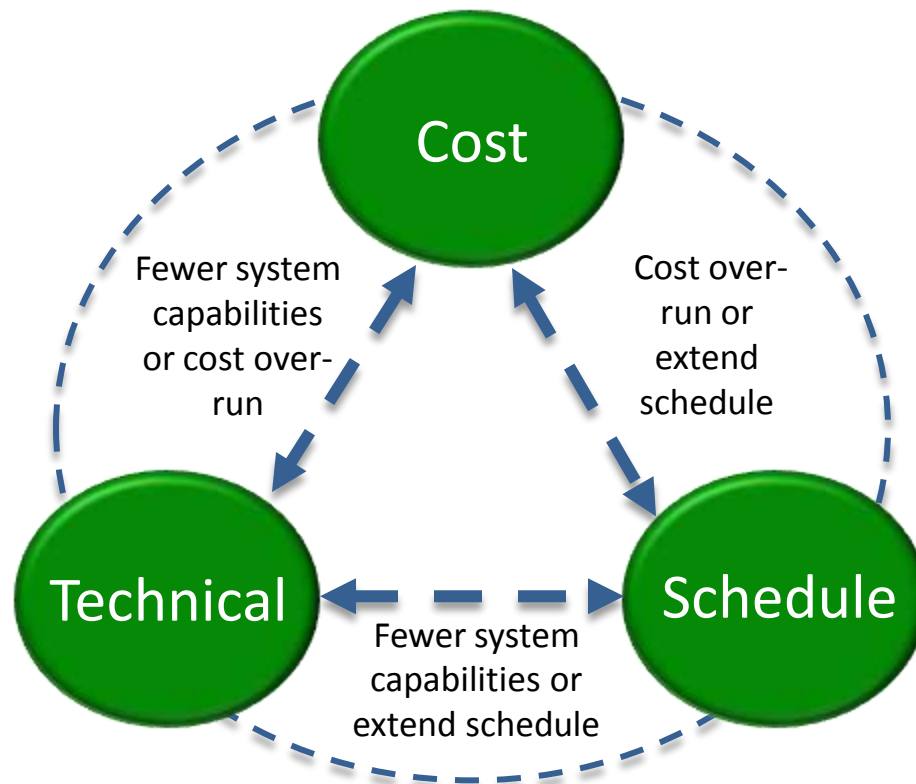 Cost
Fewer system
capabilities
or cost over-
run
Cost over-
run or
extend
schedule
Technical
Schedule
Fewer system
capabilities or
extend schedule